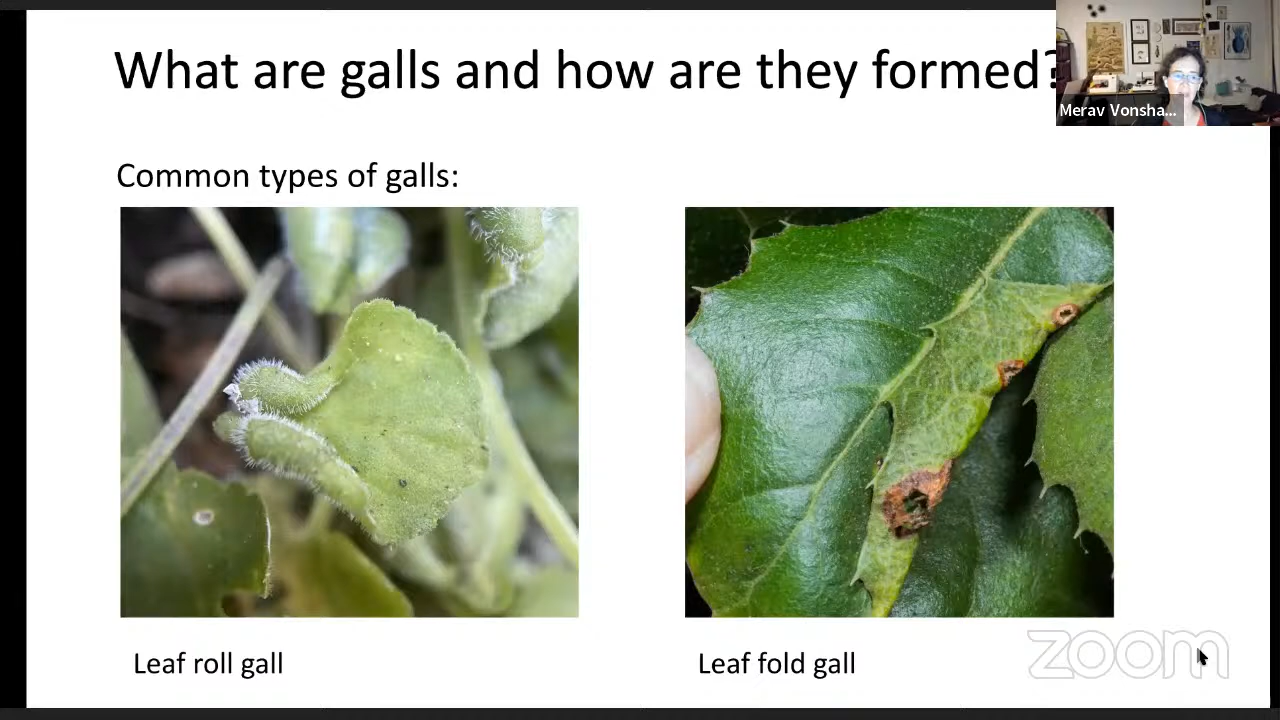 What are galls and how are they formed?
Merav Vonsha...
Common types of galls:
Leaf roll gall
Leaf fold gall
zoom